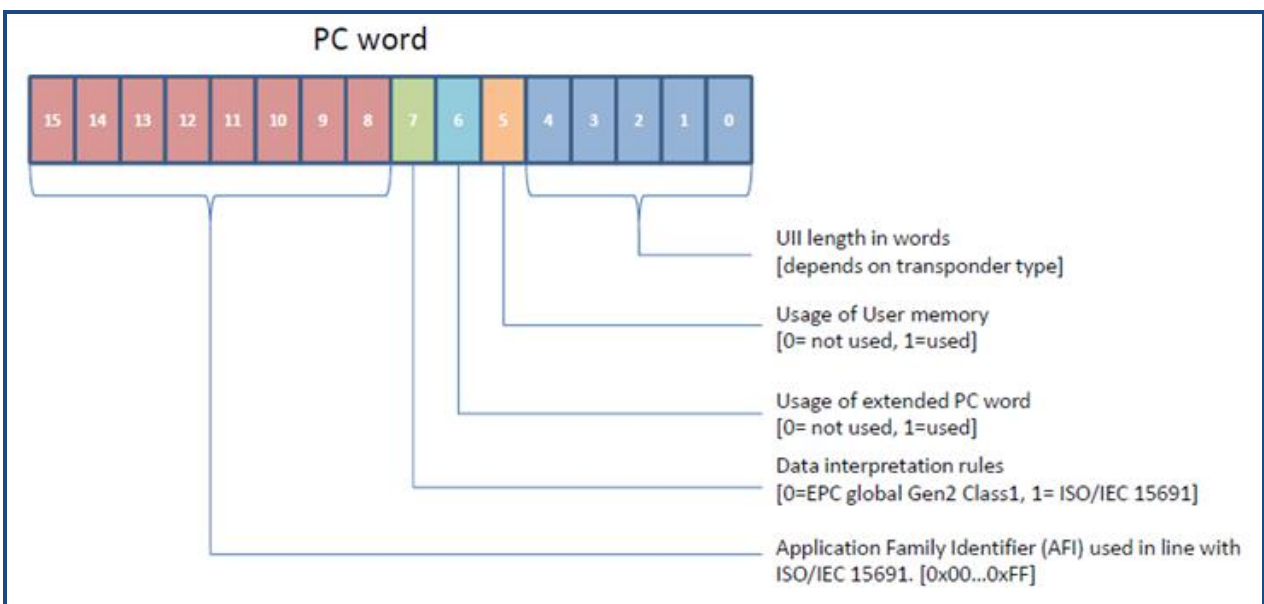 PC word
15 14 13 12 11 10 9 8 7 6 5 4 3 2 1 0
UII length in words
[depends on transponder type]
Usage of User memory
[0= not used, 1=used]
Usage of extended PC word
[0= not used, 1=used]
Data interpretation rules
[0=EPC global Gen2 Class1, 1= ISO/IEC 15691]
Application Family Identifier (AFI) used in line with
ISO/IEC 15691. [0x00...0xFF]